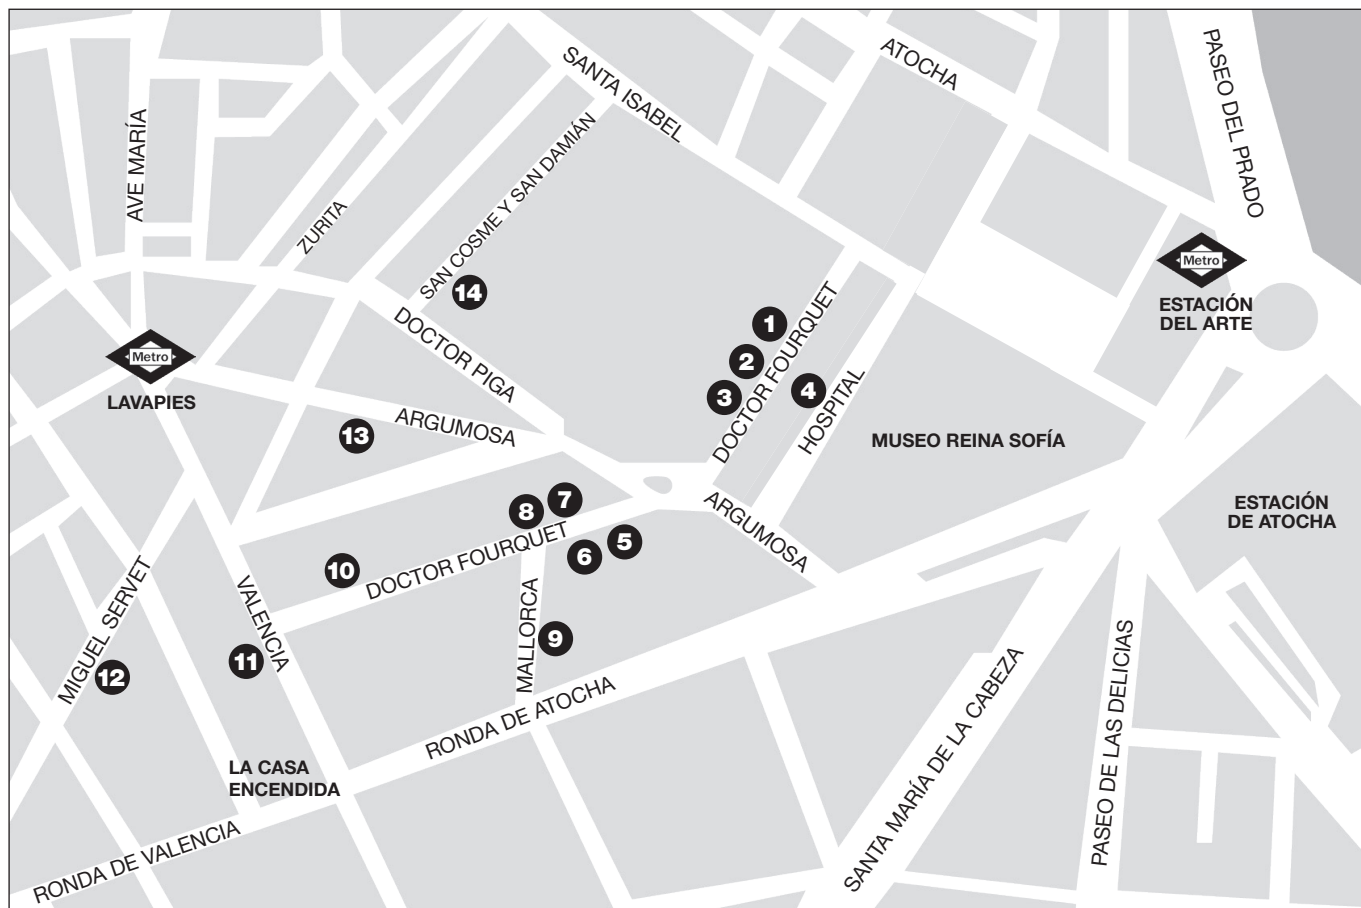 SANTA ISABEL
ATOCHA
PASEO DEL PRADO
AVE MARÍA
ZURITA
SAN COSME Y SAN DAMIÁN
14
DOCTOR PIGA
Metro
LAVAPIES
Metro
ESTACIÓN
DEL ARTE
1
2
3
4
DOCTOR FOURQUET
HOSPITAL
MUSEO REINA SOFÍA
ESTACIÓN
DE ATOCHA
ARGUMOSA
13
ARGUMOSA
7
8
5
6
DOCTOR FOURQUET
10
MALLORCA
9
VALENCIA
11
MIGUEL SERVET
12
LA CASA
ENCENDIDA
RONDA DE ATOCHA
RONDA DE VALENCIA
SANTA MARÍA DE LA CABEZA
PASEO DE LAS DELICIAS